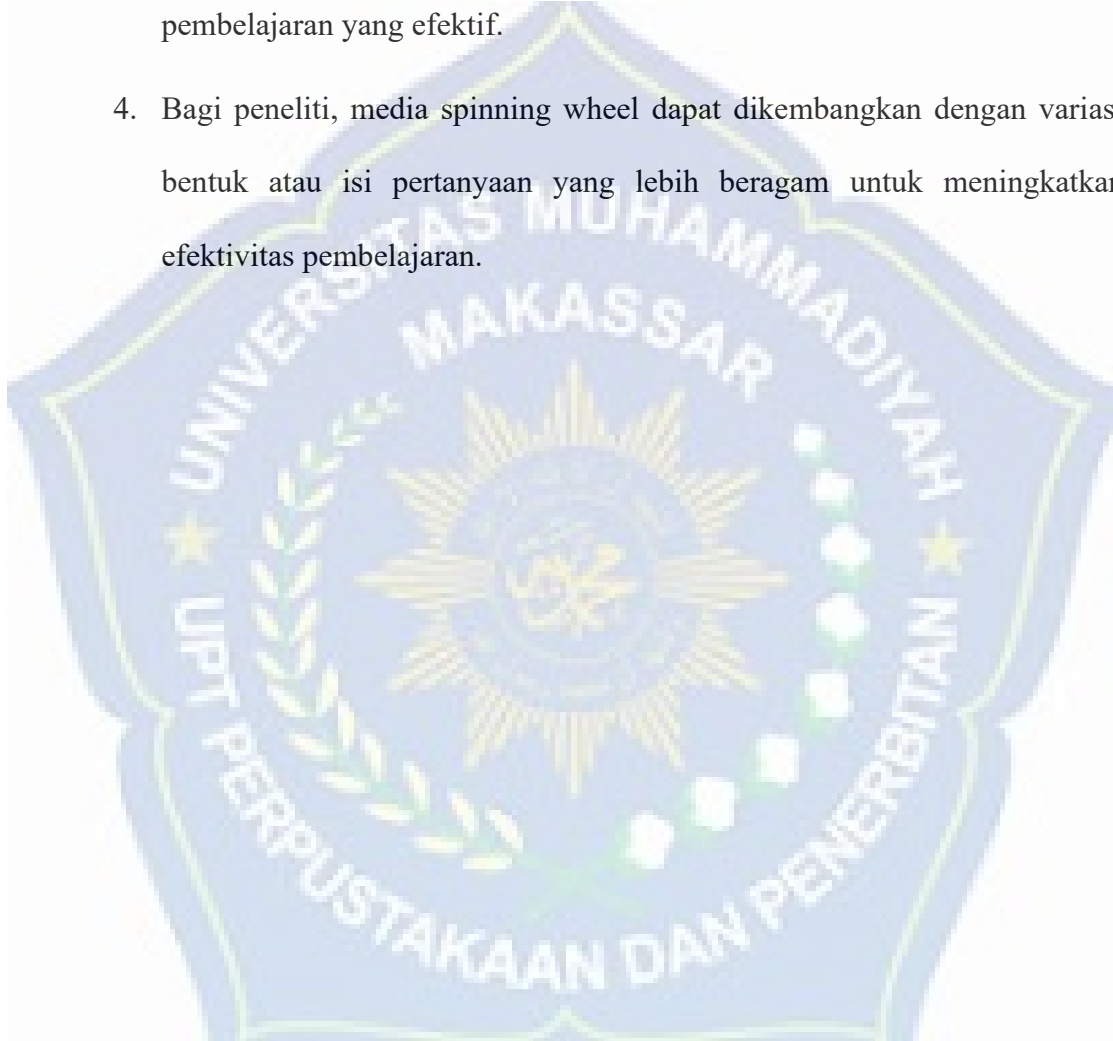 pembelajaran yang efektif.
4. Bagi peneliti, media spinning wheel dapat dikembangkan dengan varias
bentuk atau isi pertanyaan yang lebih beragam untuk meningkatkan
efektivitas pembelajaran.
UNIVERSITAS MUHAMMADIYAH
MAKASSAR
UPT PERPUSTAKAAN DAN PENERBITAN